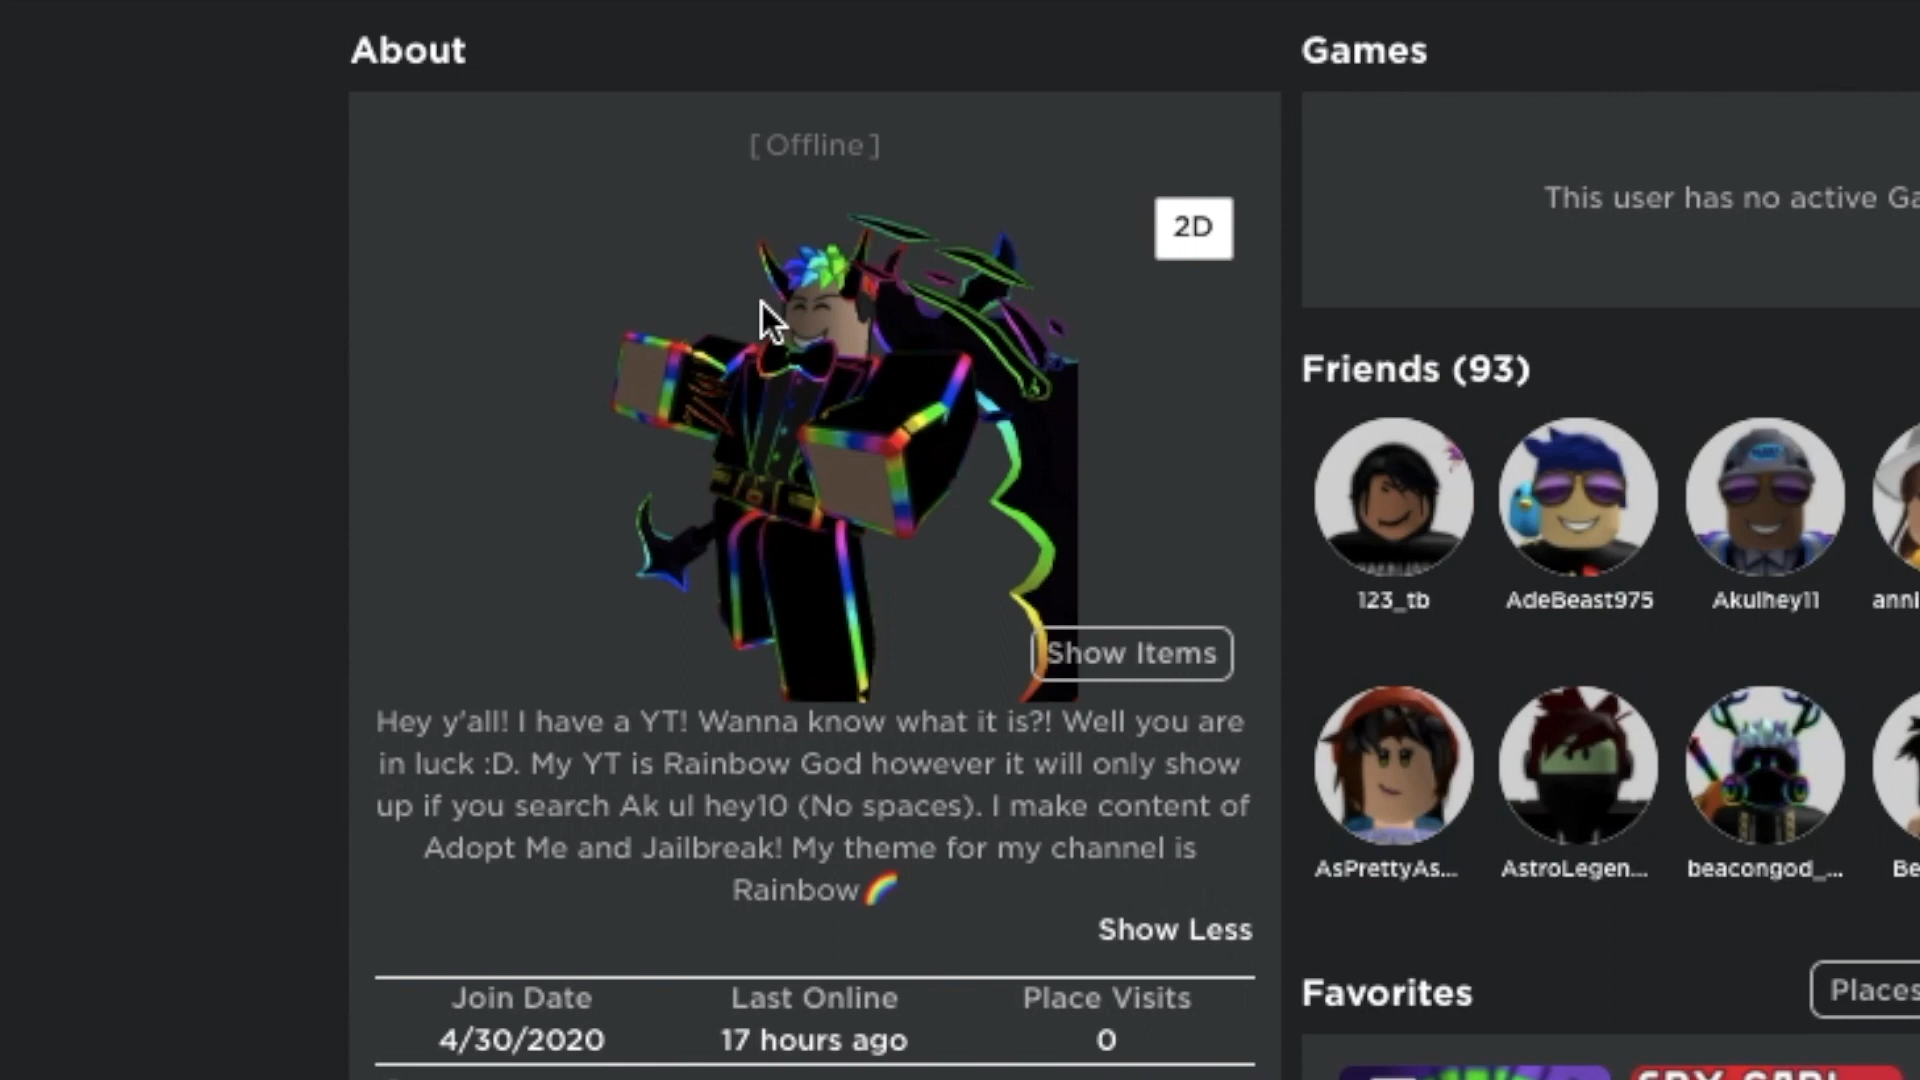 About
[ Offline ]
2D
Show Items
Hey y'all! I have a YT! Wanna know what it is?! Well you are
in luck :D. My YT is Rainbow God however it will only show
up if you search Ak ul hey10 (No spaces). I make content of
Adopt Me and Jailbreak! My theme for my channel is
Rainbow🌈
Show Less
Join Date Last Online Place Visits
4/30/2020 17 hours ago 0
Games
This user has no active Ga
Friends (93)
123_tb AdeBeast975 Akulhey11
AsPrettyAs... AstroLegen... beacongod_... Be
Favorites
Places